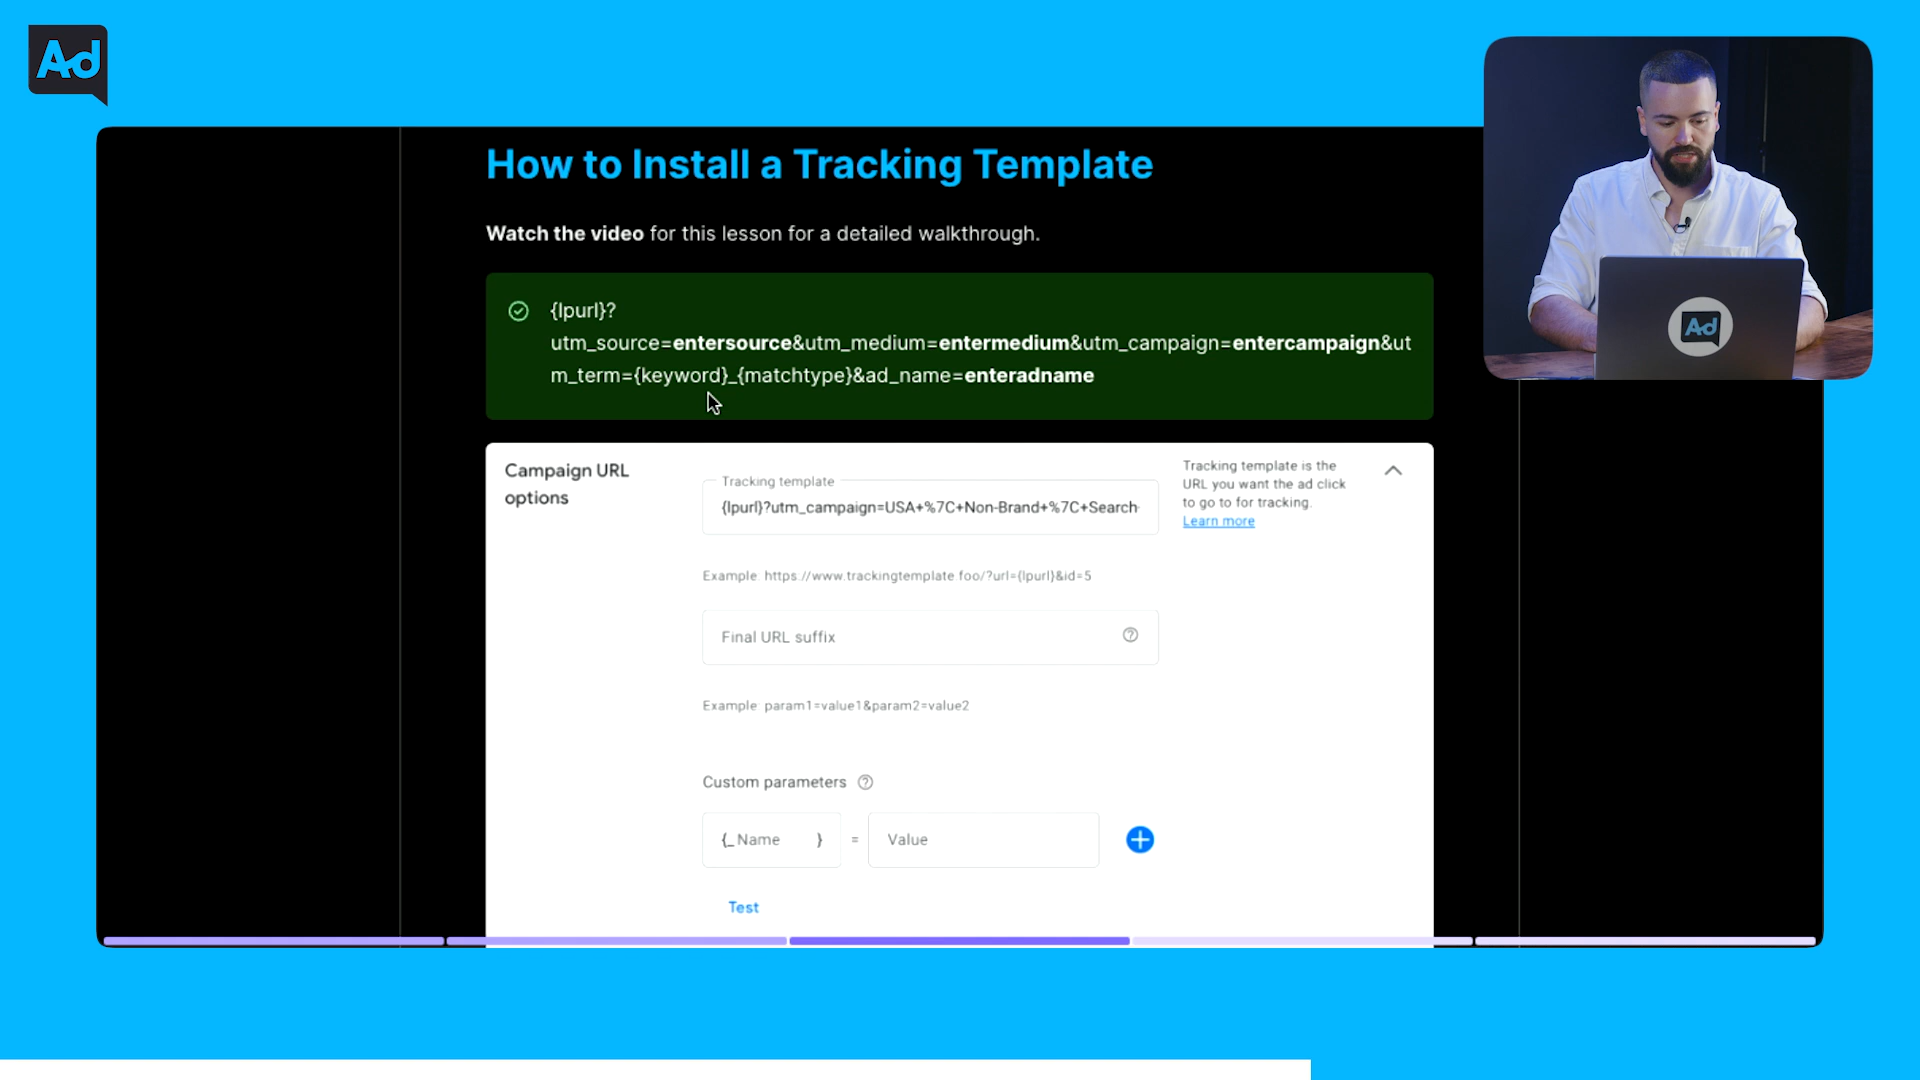 Ad
How to Install a Tracking Template
Watch the video for this lesson for a detailed walkthrough.
{lpurl}?
utm_source=entersource&utm_medium=entermedium&utm_campaign=entercampaign&ut
m_term={keyword}_{matchtype}&ad_name=enteradname
Campaign URL
options
Tracking template
{lpurl}?utm_campaign=USA+%7C+Non-Brand+%7C+Search-
Example: https://www.trackingtemplate.foo/?url={lpurl}&id=5
Final URL suffix
Example: param1=value1&param2=value2
Custom parameters
{_Name } = Value
Test
Tracking template is the
URL you want the ad click
to go to for tracking.
Learn more
Ad